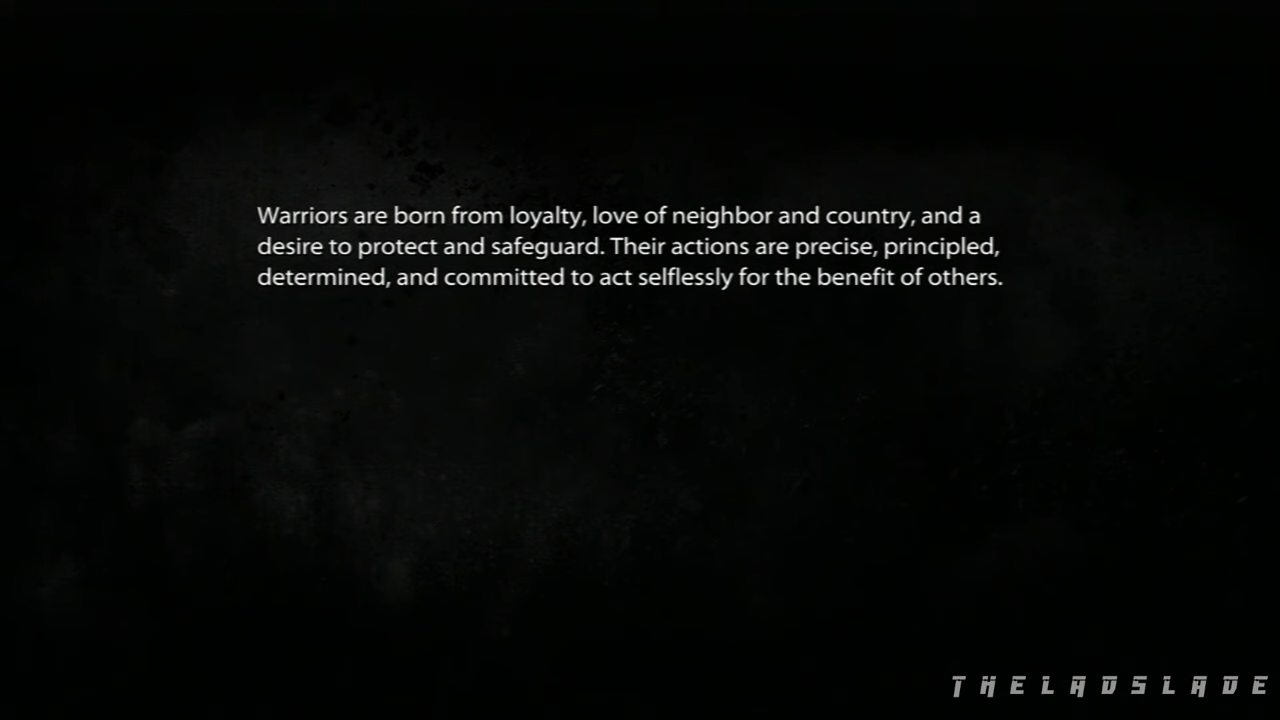 Warriors are born from loyalty, love of neighbor and country, and a
desire to protect and safeguard. Their actions are precise, principled,
determined, and committed to act selflessly for the benefit of others.
THELADSLADE